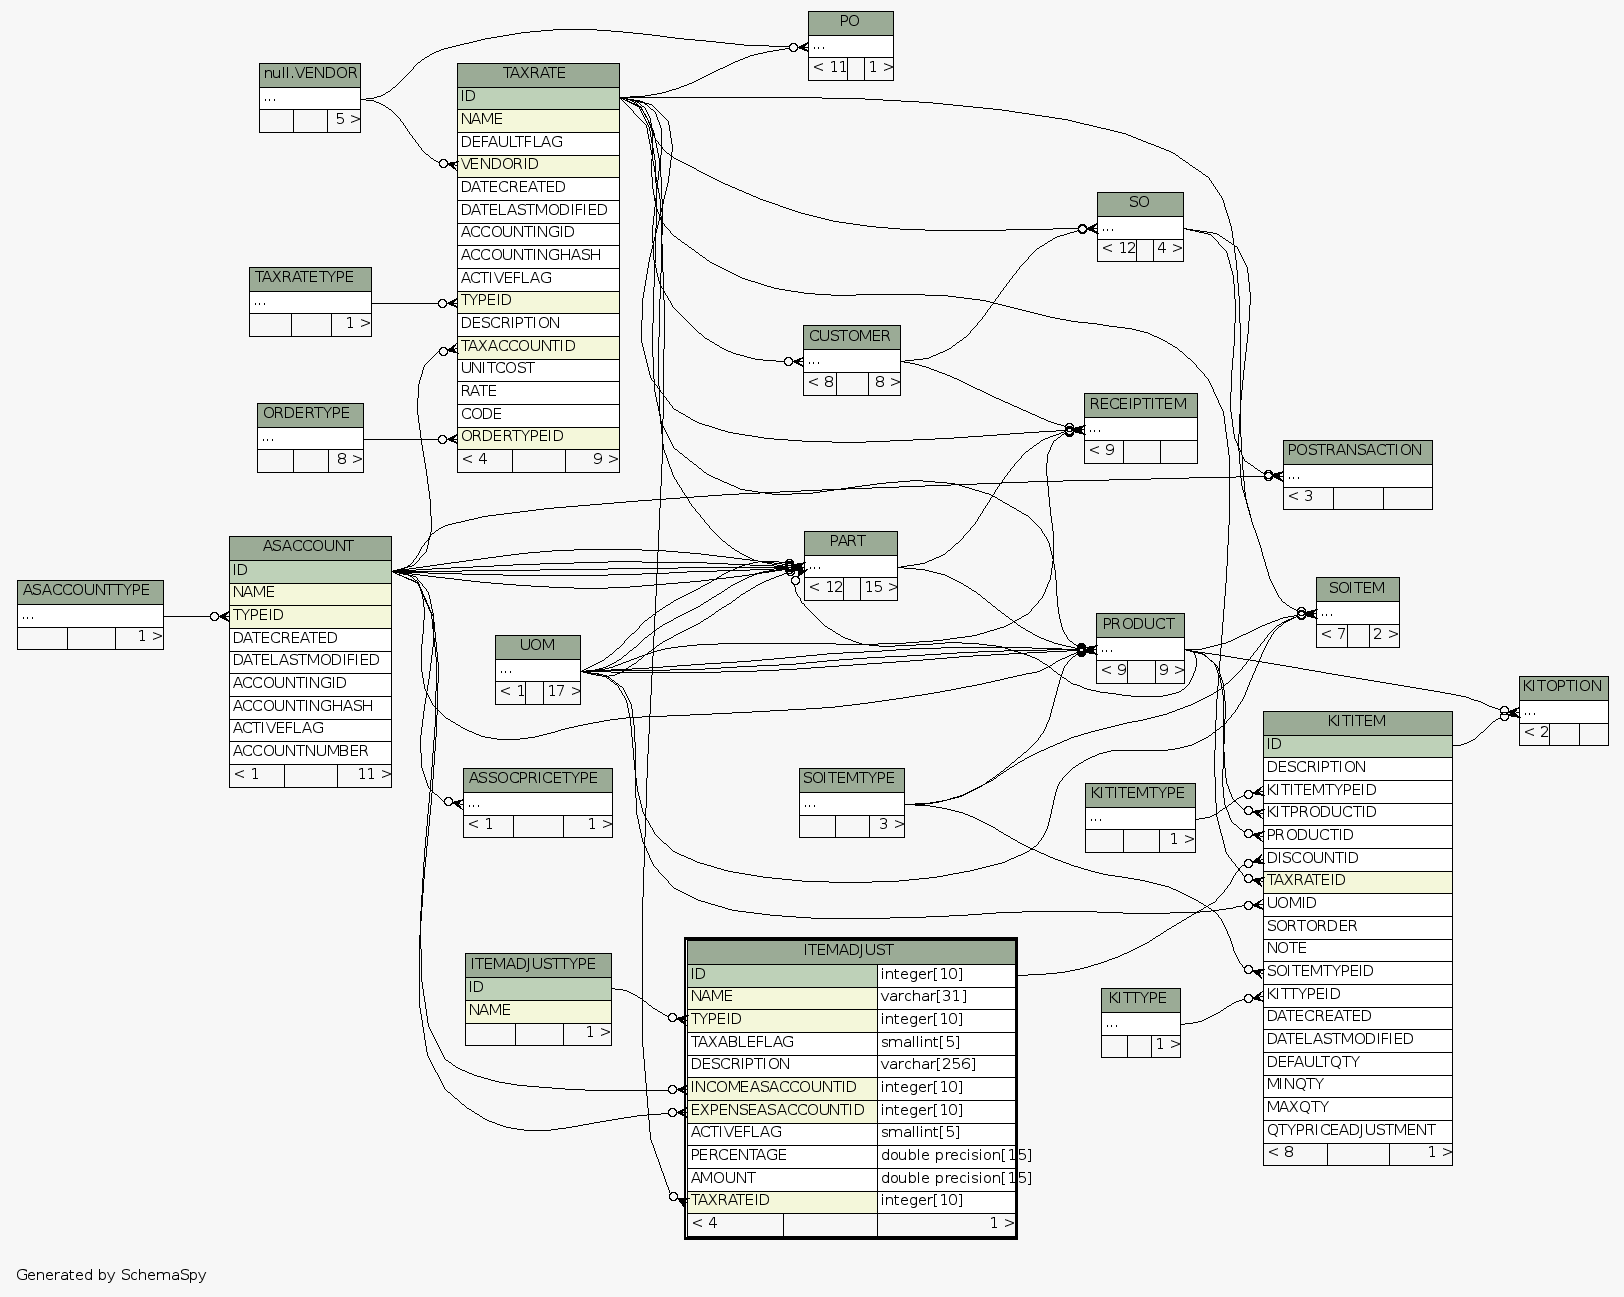 PO
...
< 11 1 >
null.VENDOR
...
5 >
TAXRATE
ID
NAME
DEFAULTFLAG
VENDORID
DATECREATED
DATELASTMODIFIED
ACCOUNTINGID
ACCOUNTINGHASH
ACTIVEFLAG
TYPEID
DESCRIPTION
TAXACCOUNTID
UNITCOST
RATE
CODE
ORDERTYPEID
< 4 9 >
SO
...
< 12 4 >
TAXRATETYPE
...
1 >
CUSTOMER
...
< 8 8 >
RECEIPTITEM
...
< 9
ORDERTYPE
...
8 >
POSTRANSACTION
...
< 3
ASACCOUNT
ID
NAME
TYPEID
DATECREATED
DATELASTMODIFIED
ACCOUNTINGID
ACCOUNTINGHASH
ACTIVEFLAG
ACCOUNTNUMBER
< 1 11 >
PART
...
< 12 15 >
ASACCOUNTTYPE
...
1 >
SOITEM
...
< 7 2 >
PRODUCT
...
< 9 9 >
UOM
...
< 1 17 >
KITOPTION
...
< 2
KITITEM
ID
DESCRIPTION
KITITEMTYPEID
KITPRODUCTID
PRODUCTID
DISCOUNTID
TAXRATEID
UOMID
SORTORDER
NOTE
SOITEMTYPEID
KITTYPEID
DATECREATED
DATELASTMODIFIED
DEFAULTQTY
MINQTY
MAXQTY
QTYPRICEADJUSTMENT
< 8 1 >
ASSOCPRICETYPE
...
< 1 1 >
SOITEMTYPE
...
3 >
KITITEMTYPE
...
1 >
ITEMADJUST
ID integer[10]
NAME varchar[31]
TYPEID integer[10]
TAXABLEFLAG smallint[5]
DESCRIPTION varchar[256]
INCOMEASACCOUNTID integer[10]
EXPENSEASACCOUNTID integer[10]
ACTIVEFLAG smallint[5]
PERCENTAGE double precision[15]
AMOUNT double precision[15]
TAXRATEID integer[10]
< 4 1 >
ITEMADJUSTTYPE
ID
NAME
1 >
KITTYPE
...
1 >
Generated by SchemaSpy